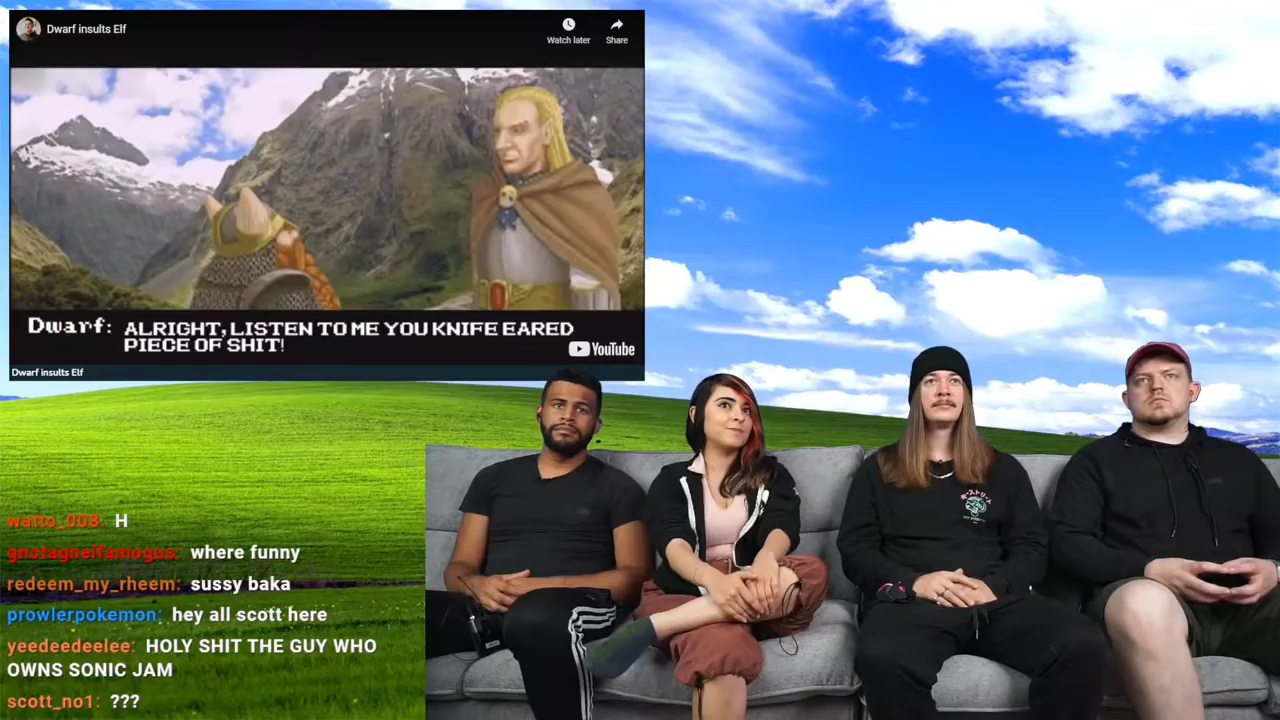 Dwarf insults Elf
Watch later
Share
Dwarf: ALRIGHT, LISTEN TO ME YOU KNIFE EARED
PIECE OF SHIT!
YouTube
Dwarf insults Elf
watto_008: H
gnotagnelfamogus: where funny
redeem_my_rheem: sussy baka
prowlerpokemon: hey all scott here
yeedeedeelee: HOLY SHIT THE GUY WHO
OWNS SONIC JAM
scott_no1: ???